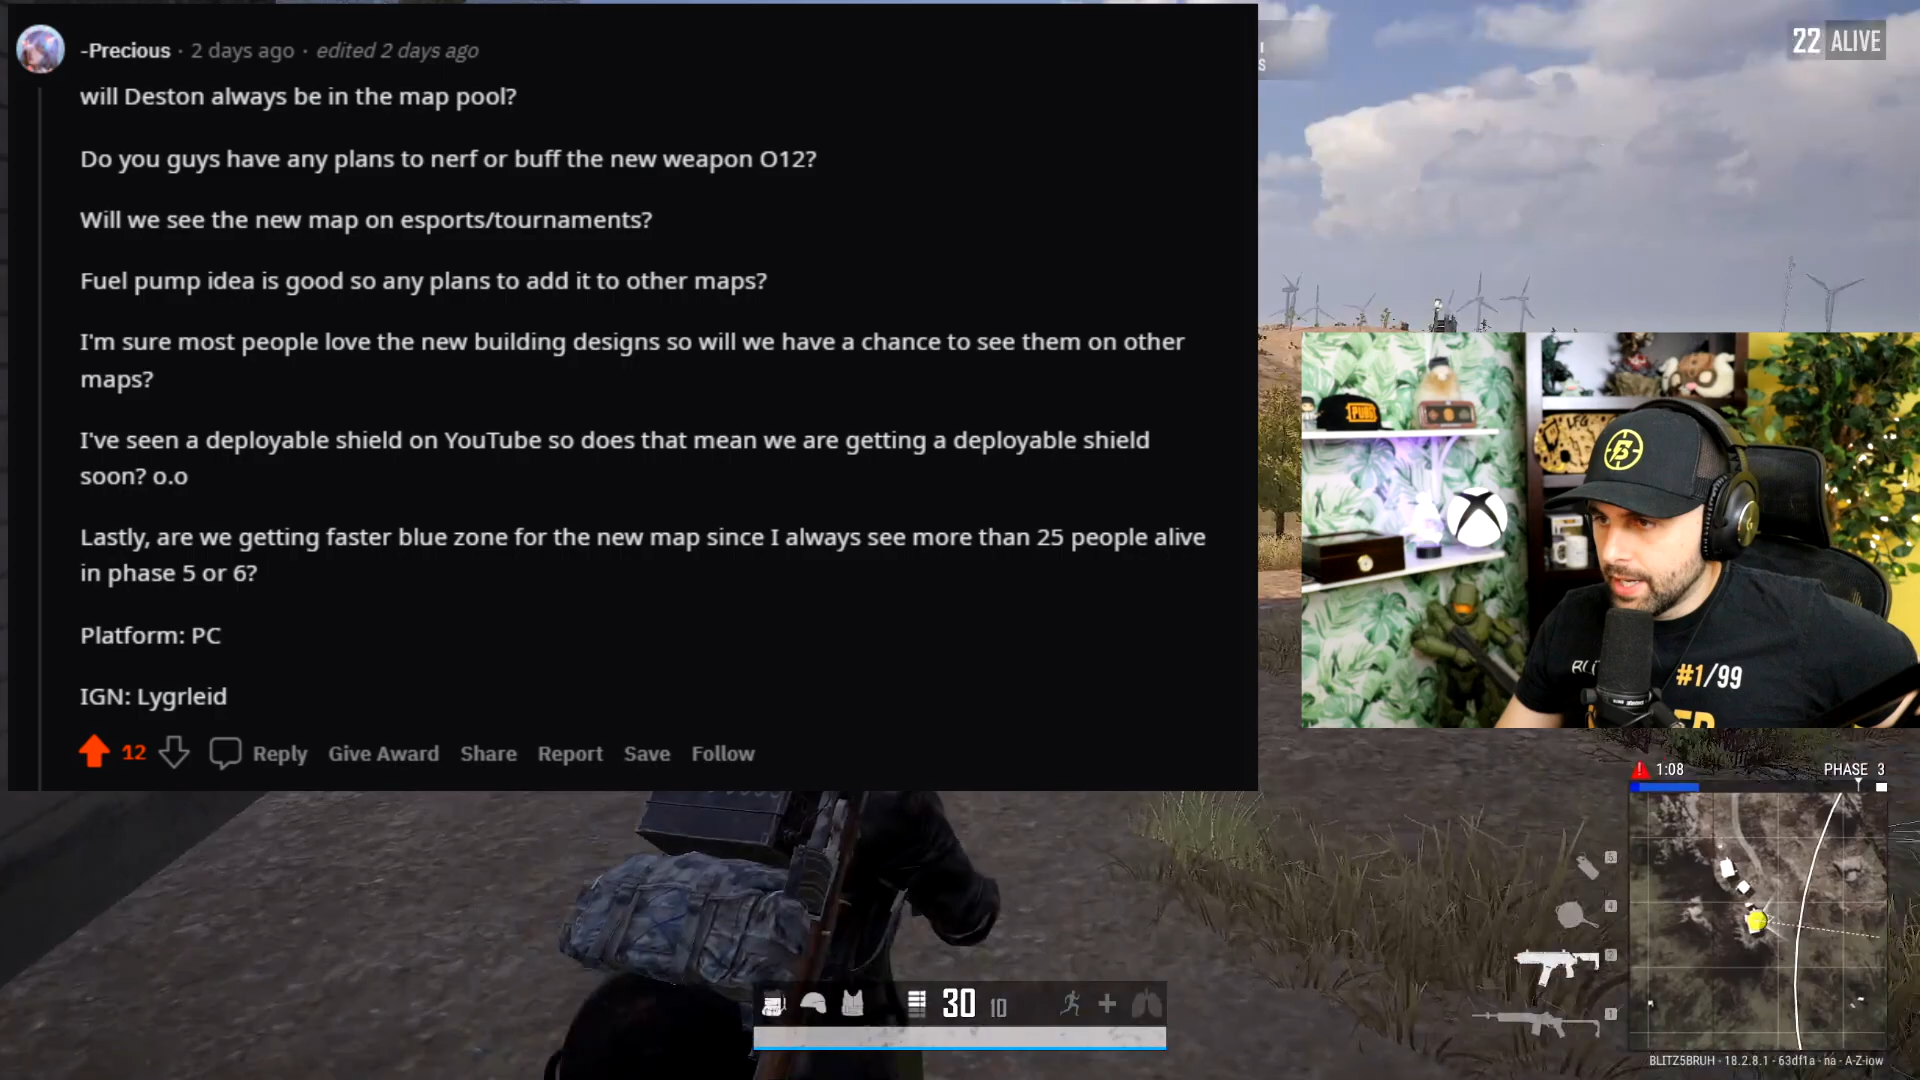 -Precious · 2 days ago · edited 2 days ago
will Deston always be in the map pool?
Do you guys have any plans to nerf or buff the new weapon O12?
Will we see the new map on esports/tournaments?
Fuel pump idea is good so any plans to add it to other maps?
I'm sure most people love the new building designs so will we have a chance to see them on other
maps?
I've seen a deployable shield on YouTube so does that mean we are getting a deployable shield
soon? o.o
Lastly, are we getting faster blue zone for the new map since I always see more than 25 people alive
in phase 5 or 6?
Platform: PC
IGN: Lygrleid
12 Reply Give Award Share Report Save Follow
22 ALIVE
PUBG
LFG
#1/99
1:08 PHASE 3
5
4
2
1
30 10
BLITZ5BRUH - 18.2.8.1 - 63df1a - na - A-Z-iow